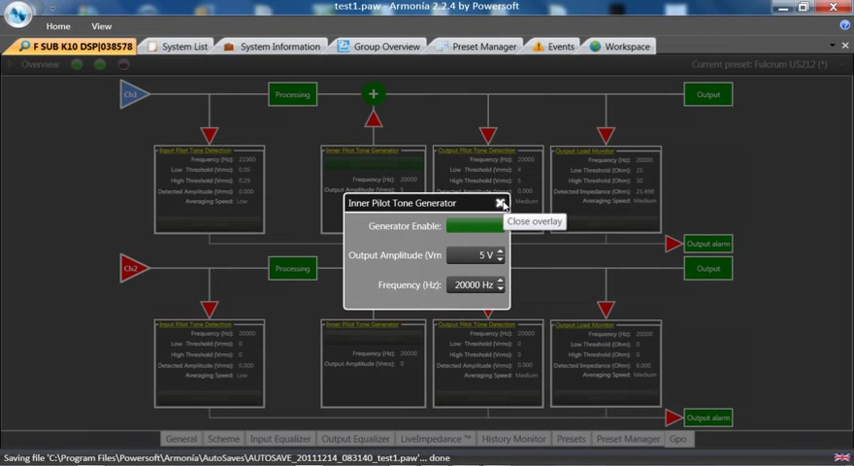 test1.paw - Armonía 2.2.4 by Powersoft
Home View
F SUB K10 DSP|038578 System List System Information Group Overview Preset Manager Events Workspace
Overview Current preset: Fulcrum US212 (*)
Ch1 Processing Output
Input Pilot Tone Detection
Frequency (Hz): 21000
Low Threshold (Vrms): 0.05
High Threshold (Vrms): 0.29
Detected Amplitude (Vrms): 0.000
Averaging Speed: Low
Inner Pilot Tone Generator
Frequency (Hz): 20000
Output Pilot Tone Detection
Frequency (Hz): 20000
Low Threshold (Vrms): 4
High Threshold (Vrms): 5
0.000
Medium
Output Load Monitor
Frequency (Hz): 20000
Low Threshold (Ohm): 25
High Threshold (Ohm): 30
Detected Impedance (Ohm): 25.498
Averaging Speed: Medium
Output alarm
Inner Pilot Tone Generator
Close overlay
Generator Enable:
Output Amplitude (Vrm 5 V
Frequency (Hz): 20000 Hz
Ch2 Processing Output
Input Pilot Tone Detection
Frequency (Hz): 20000
Low Threshold (Vrms): 0
High Threshold (Vrms): 0
Detected Amplitude (Vrms): 0.000
Averaging Speed: Low
Inner Pilot Tone Generator
Frequency (Hz): 20000
Output Amplitude (Vrms): 0
Output Pilot Tone Detection
Frequency (Hz): 20000
Low Threshold (Vrms): 0
High Threshold (Vrms): 0
Detected Amplitude (Vrms): 0.000
Averaging Speed: Medium
Output Load Monitor
Frequency (Hz): 20000
Low Threshold (Ohm): 0
High Threshold (Ohm): 0
Detected Impedance (Ohm): 6.000
Averaging Speed: Medium
Output alarm
General Scheme Input Equalizer Output Equalizer LiveImpedance ™ History Monitor Presets Preset Manager Gpo
Saving file 'C:\Program Files\Powersoft\Armonía\AutoSaves\AUTOSAVE_20111214_083140_test1.paw'... done